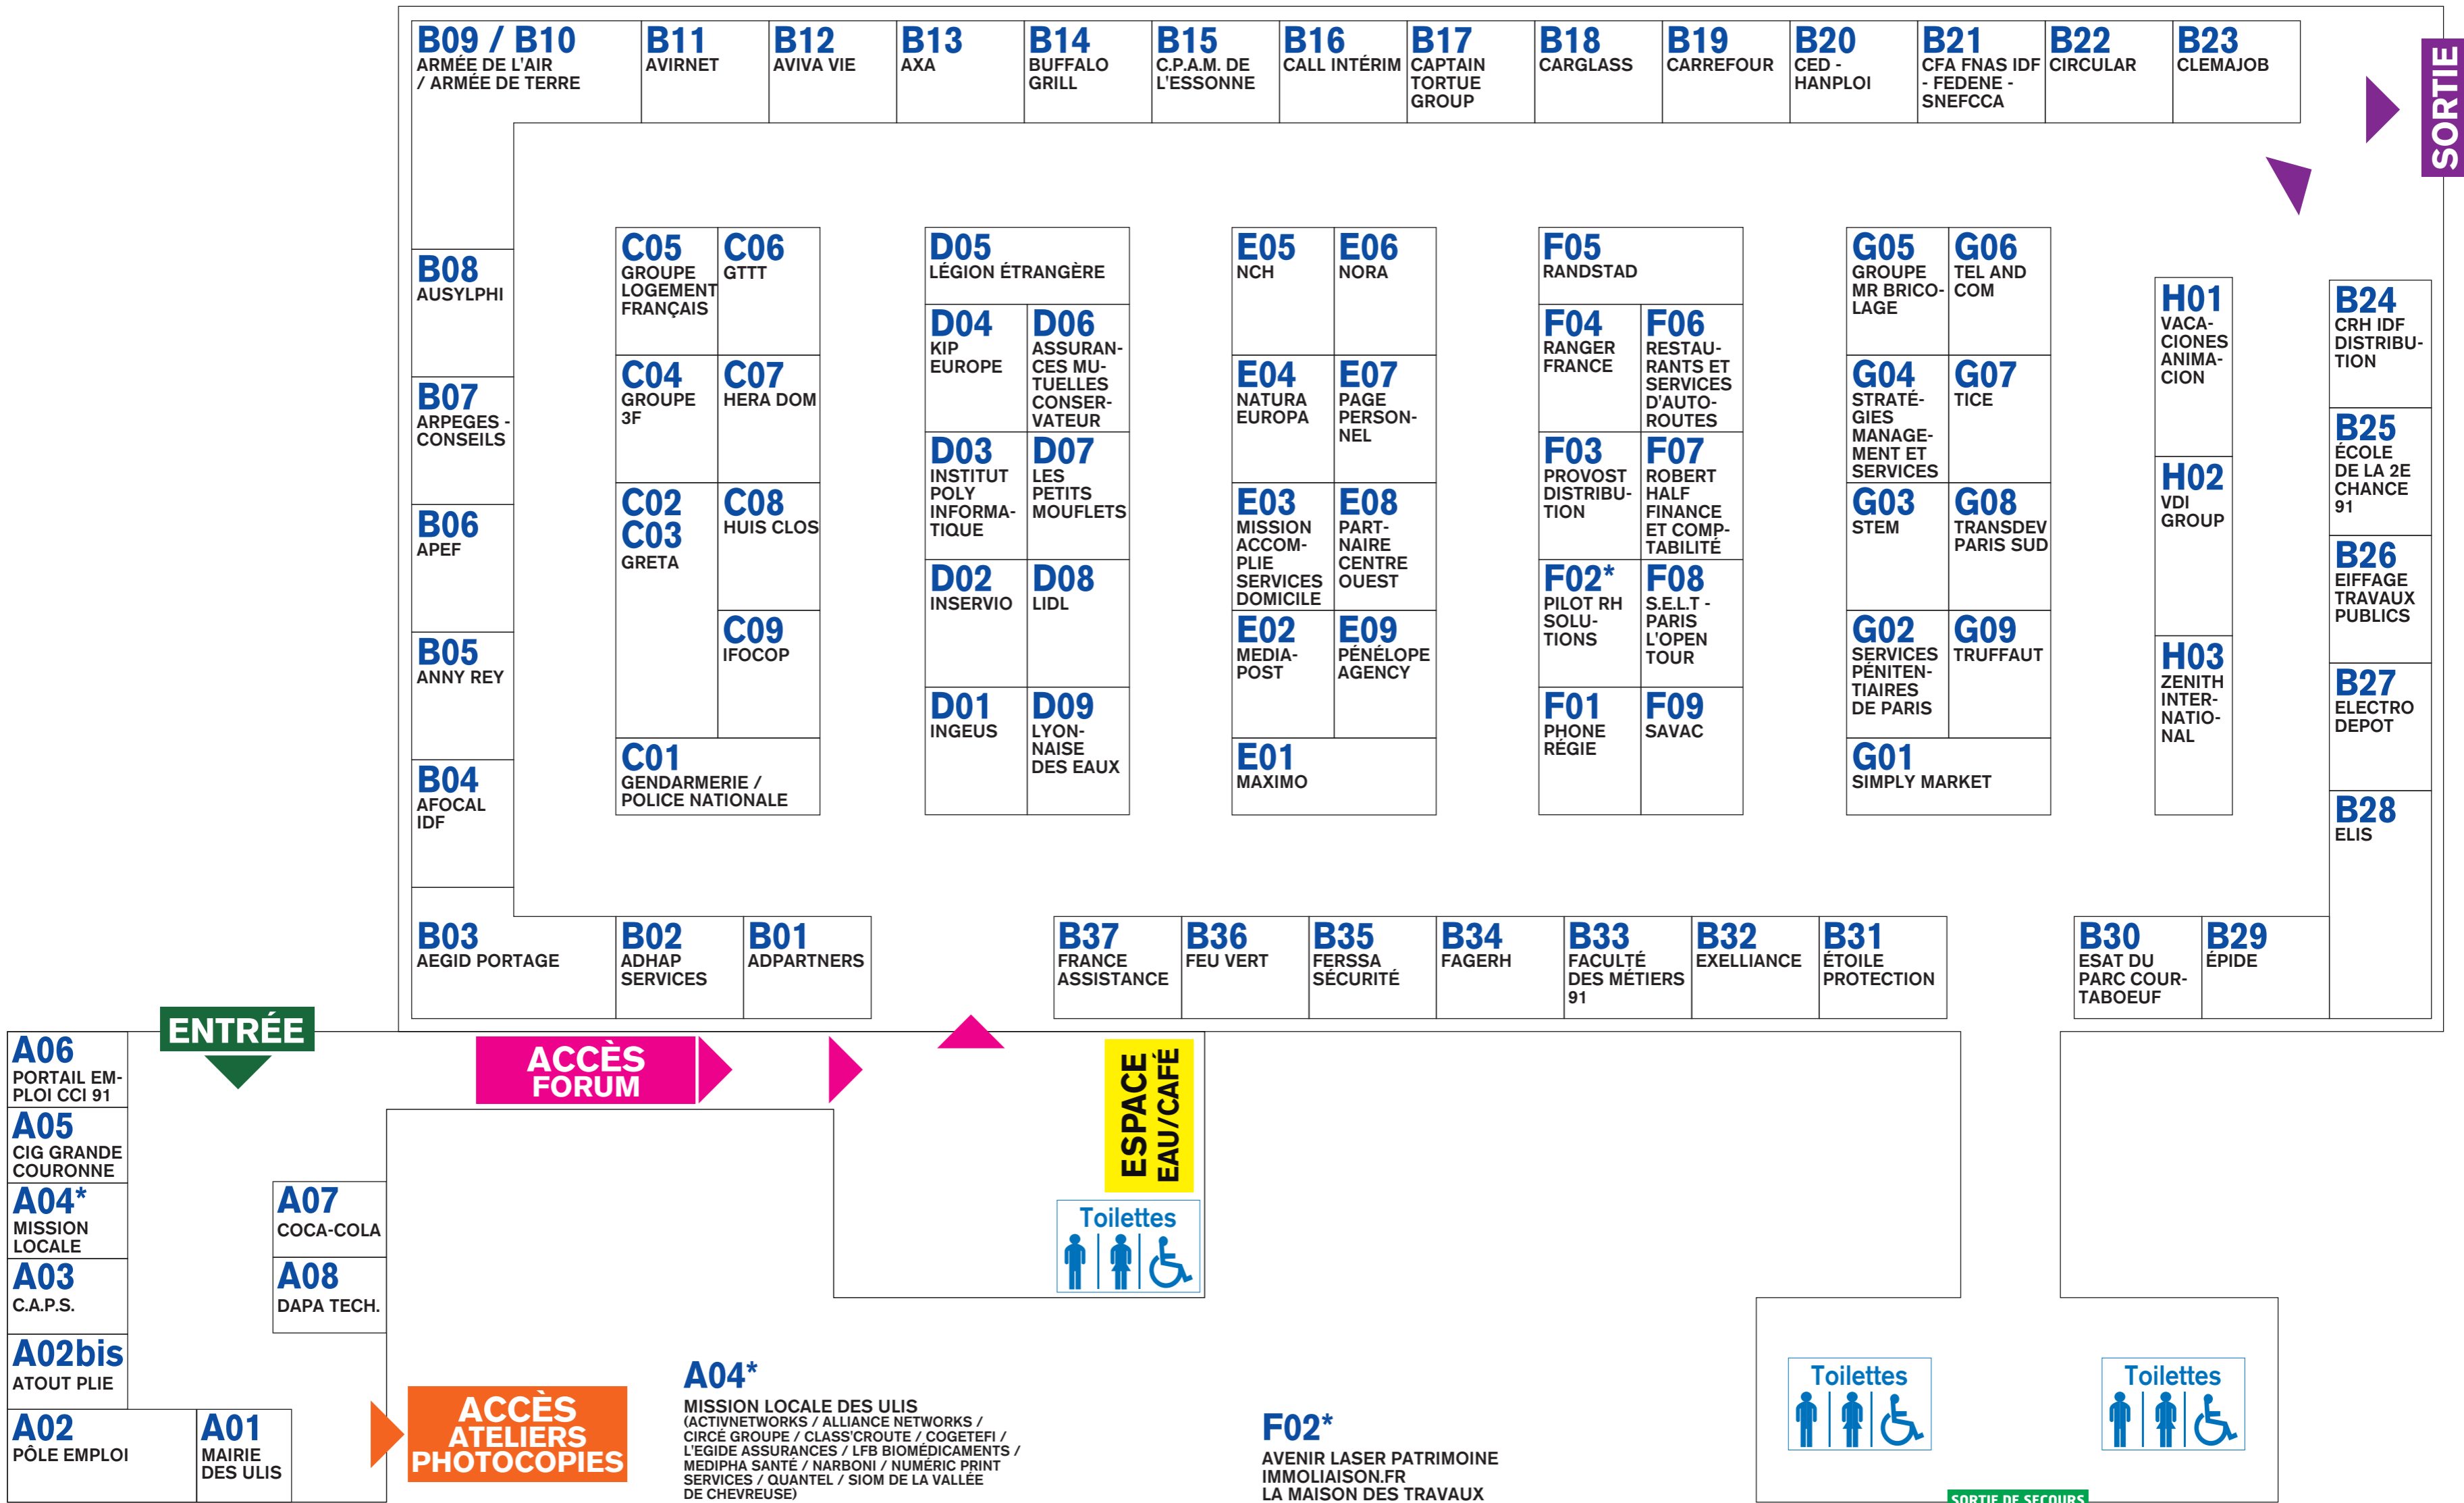 B09 / B10
ARMÉE DE L'AIR
/ ARMÉE DE TERRE
B11
AVIRNET
B12
AVIVA VIE
B13
AXA
B14
BUFFALO
GRILL
B15
C.P.A.M. DE
L'ESSONNE
B16
CALL INTÉRIM
B17
CAPTAIN
TORTUE
GROUP
B18
CARGLASS
B19
CARREFOUR
B20
CED -
HANPLOI
B21
CFA FNAS IDF
- FEDENE -
SNEFCCA
B22
CIRCULAR
B23
CLEMAJOB
SORTIE
B08
AUSYLPHI
B07
ARPEGES -
CONSEILS
B06
APEF
B05
ANNY REY
B04
AFOCAL
IDF
B03
AEGID PORTAGE
B02
ADHAP
SERVICES
B01
ADPARTNERS
C05
GROUPE
LOGEMENT
FRANÇAIS
C06
GTTT
C04
GROUPE
3F
C07
HERA DOM
C02
C03
GRETA
C08
HUIS CLOS
C09
IFOCOP
C01
GENDARMERIE /
POLICE NATIONALE
D05
LÉGION ÉTRANGÈRE
D04
KIP
EUROPE
D06
ASSURAN-
CES MU-
TUELLES
CONSER-
VATEUR
D03
INSTITUT
POLY
INFORMA-
TIQUE
D07
LES
PETITS
MOUFLETS
D02
INSERVIO
D08
LIDL
D01
INGEUS
D09
LYON-
NAISE
DES EAUX
E05
NCH
E06
NORA
E04
NATURA
EUROPA
E07
PAGE
PERSON-
NEL
E03
MISSION
ACCOM-
PLIE
SERVICES
DOMICILE
E08
PART-
NAIRE
CENTRE
OUEST
E02
MEDIA-
POST
E09
PÉNÉLOPE
AGENCY
E01
MAXIMO
F05
RANDSTAD
F04
RANGER
FRANCE
F06
RESTAU-
RANTS ET
SERVICES
D'AUTO-
ROUTES
F03
PROVOST
DISTRIBU-
TION
F07
ROBERT
HALF
FINANCE
ET COMP-
TABILITÉ
F02*
PILOT RH
SOLU-
TIONS
F08
S.E.L.T -
PARIS
L'OPEN
TOUR
F01
PHONE
RÉGIE
F09
SAVAC
G05
GROUPE
MR BRICO-
LAGE
G06
TEL AND
COM
G04
STRATÉ-
GIES
MANAGE-
MENT ET
SERVICES
G07
TICE
G03
STEM
G08
TRANSDEV
PARIS SUD
G02
SERVICES
PÉNITEN-
TIAIRES
DE PARIS
G09
TRUFFAUT
G01
SIMPLY MARKET
H01
VACA-
CIONES
ANIMA-
CION
H02
VDI
GROUP
H03
ZENITH
INTER-
NATIO-
NAL
B24
CRH IDF
DISTRIBU-
TION
B25
ÉCOLE
DE LA 2E
CHANCE
91
B26
EIFFAGE
TRAVAUX
PUBLICS
B27
ELECTRO
DEPOT
B28
ELIS
B37
FRANCE
ASSISTANCE
B36
FEU VERT
B35
FERSSA
SÉCURITÉ
B34
FAGERH
B33
FACULTÉ
DES MÉTIERS
91
B32
EXELLIANCE
B31
ÉTOILE
PROTECTION
B30
ESAT DU
PARC COUR-
TABOEUF
B29
ÉPIDE
ENTRÉE
ACCÈS
FORUM
ESPACE
EAU/CAFÉ
Toilettes
A06
PORTAIL EM-
PLOI CCI 91
A05
CIG GRANDE
COURONNE
A04*
MISSION
LOCALE
A03
C.A.P.S.
A02bis
ATOUT PLIE
A02
PÔLE EMPLOI
A01
MAIRIE
DES ULIS
A07
COCA-COLA
A08
DAPA TECH.
ACCÈS
ATELIERS
PHOTOCOPIES
A04*
MISSION LOCALE DES ULIS
(ACTIVNETWORKS / ALLIANCE NETWORKS /
CIRCÉ GROUPE / CLASS'CROUTE / COGETEFI /
L'EGIDE ASSURANCES / LFB BIOMÉDICAMENTS /
MEDIPHA SANTÉ / NARBONI / NUMÉRIC PRINT
SERVICES / QUANTEL / SIOM DE LA VALLÉE
DE CHEVREUSE)
F02*
AVENIR LASER PATRIMOINE
IMMOLIAISON.FR
LA MAISON DES TRAVAUX
Toilettes
Toilettes
SORTIE DE SECOURS